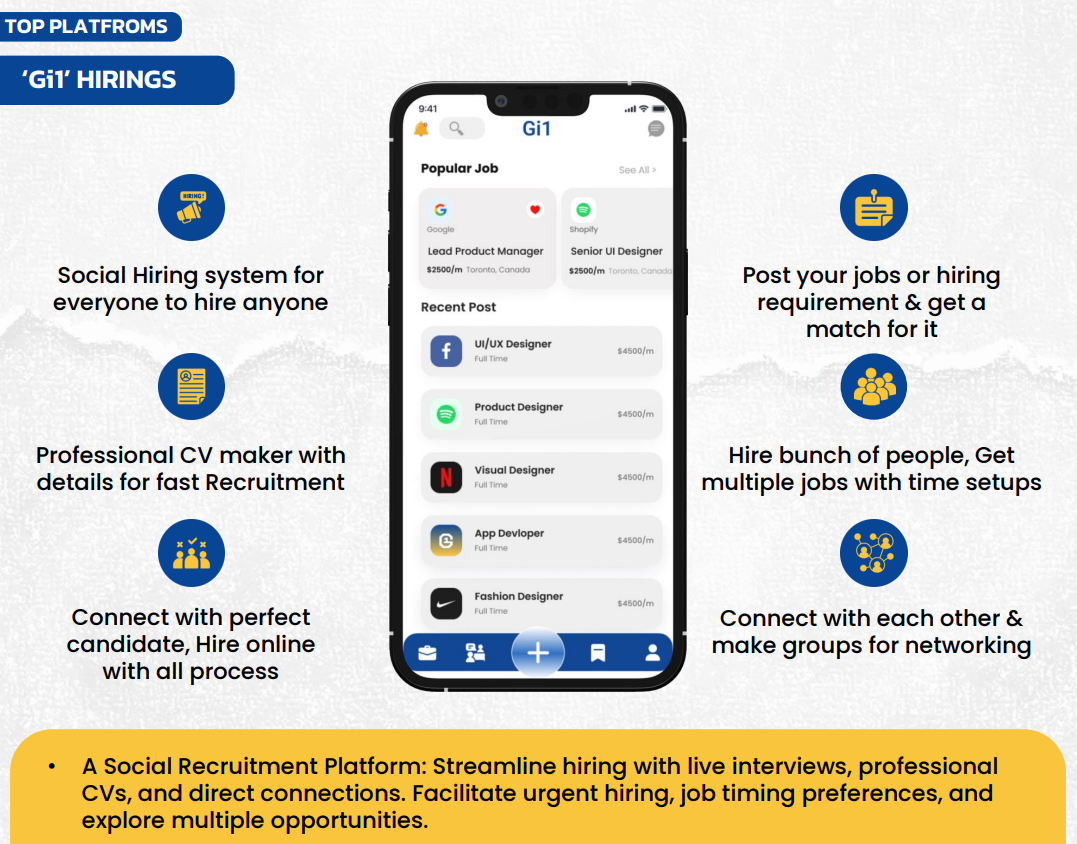 TOP PLATFROMS
‘Gi1’ HIRINGS
HIRING!
Social Hiring system for
everyone to hire anyone
Professional CV maker with
details for fast Recruitment
Connect with perfect
candidate, Hire online
with all process
9:41
Gi1
Popular Job
See All >
Google
Lead Product Manager
$2500/m Toronto, Canada
Shopify
Senior UI Designer
$2500/m Toronto, Canada
Recent Post
UI/UX Designer
$4500/m
Full Time
Product Designer
$4500/m
Full Time
Visual Designer
$4500/m
Full Time
App Devloper
$4500/m
Full Time
Fashion Designer
$4500/m
Full Time
Post your jobs or hiring
requirement & get a
match for it
Hire bunch of people, Get
multiple jobs with time setups
Connect with each other &
make groups for networking
• A Social Recruitment Platform: Streamline hiring with live interviews, professional
CVs, and direct connections. Facilitate urgent hiring, job timing preferences, and
explore multiple opportunities.